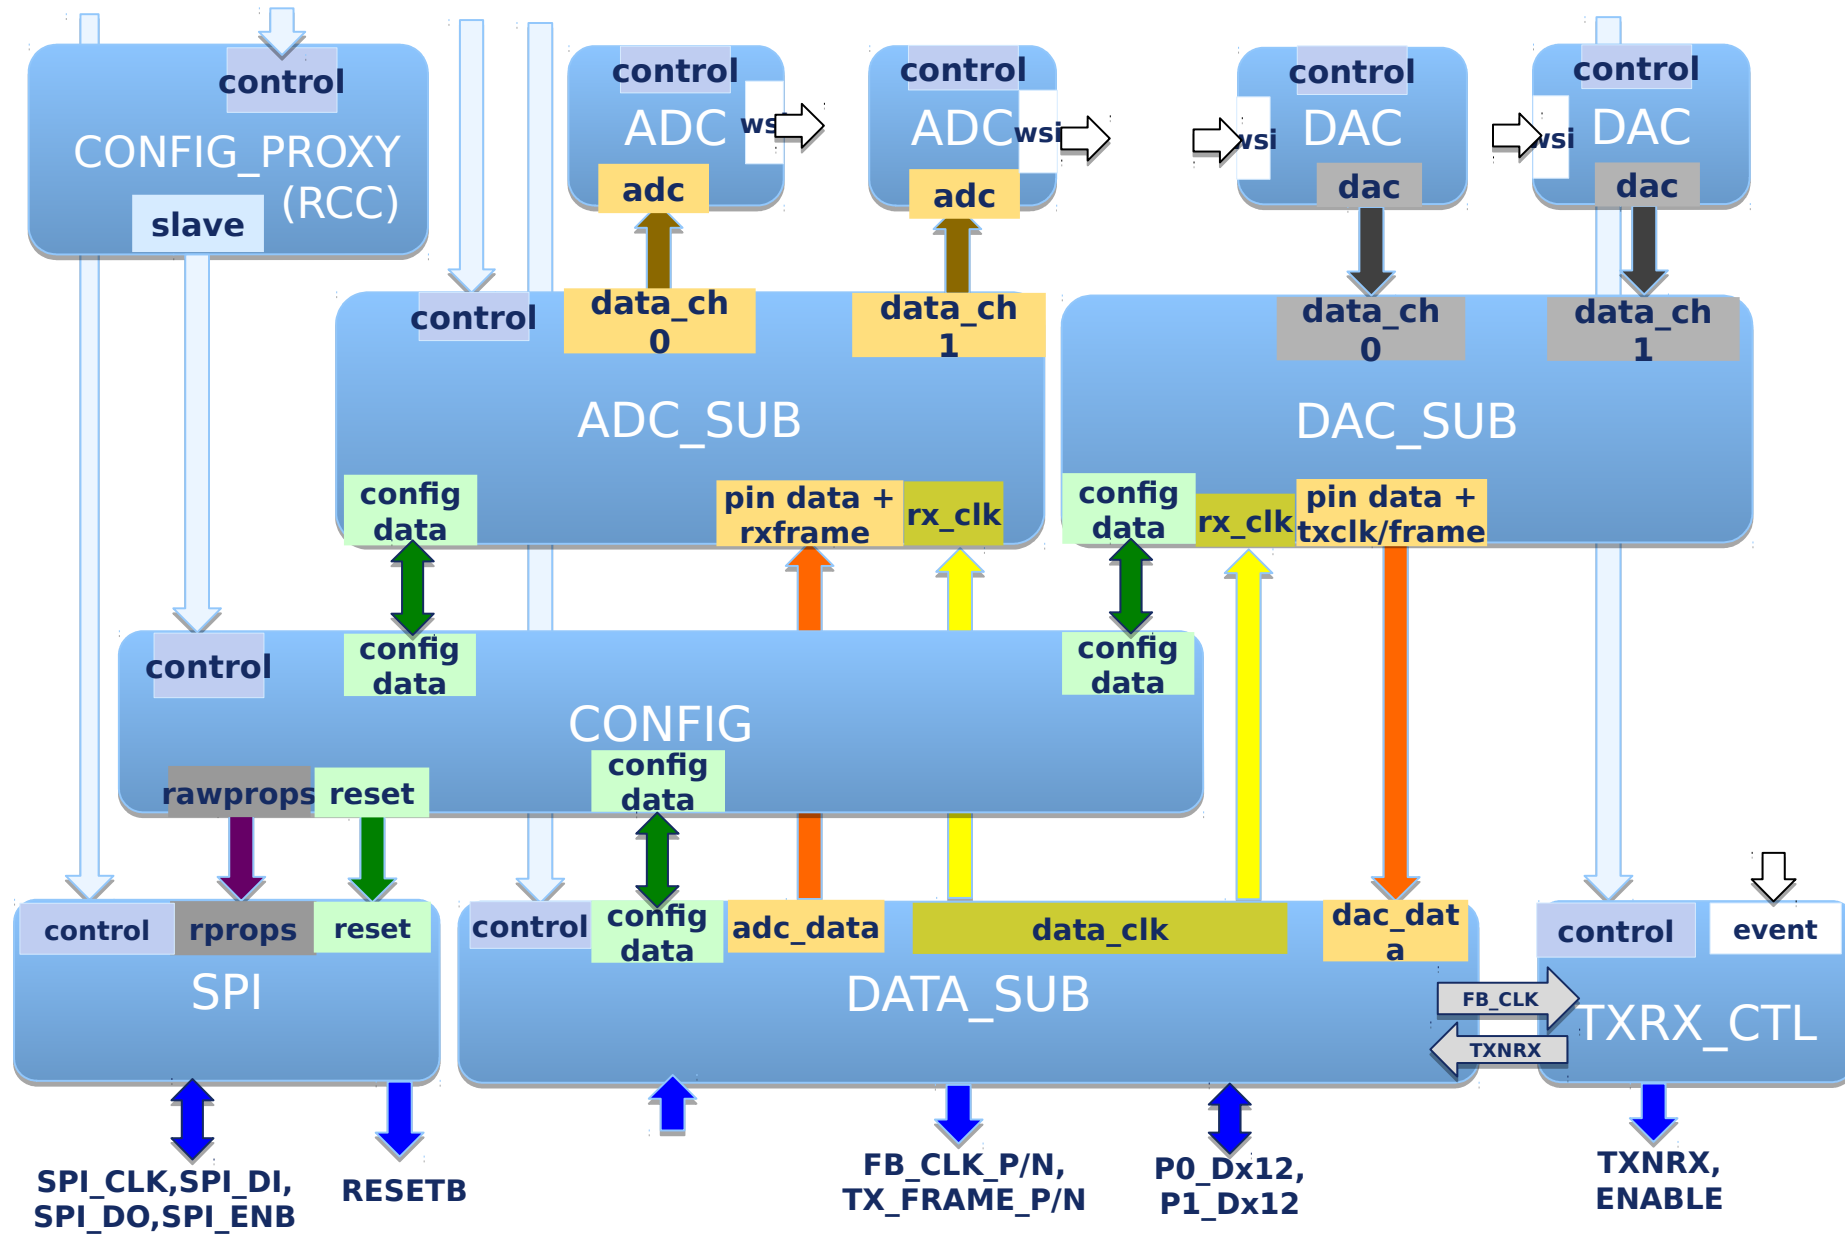 control
CONFIG_PROXY
(RCC)
slave
control
ADC
wsi
adc
control
ADC
wsi
adc
control
DAC
wsi
dac
control
DAC
wsi
dac
control
data_ch
0
data_ch
1
ADC_SUB
config
data
pin data +
rxframe
rx_clk
data_ch
0
data_ch
1
DAC_SUB
config
data
rx_clk
pin data +
txclk/frame
control
config
data
config
data
CONFIG
rawprops
reset
config
data
control
rprops
reset
SPI
control
config
data
adc_data
data_clk
dac_dat
a
DATA_SUB
FB_CLK
TXNRX
control
event
TXRX_CTL
SPI_CLK,SPI_DI,
SPI_DO,SPI_ENB
RESETB
FB_CLK_P/N,
TX_FRAME_P/N
P0_Dx12,
P1_Dx12
TXNRX,
ENABLE